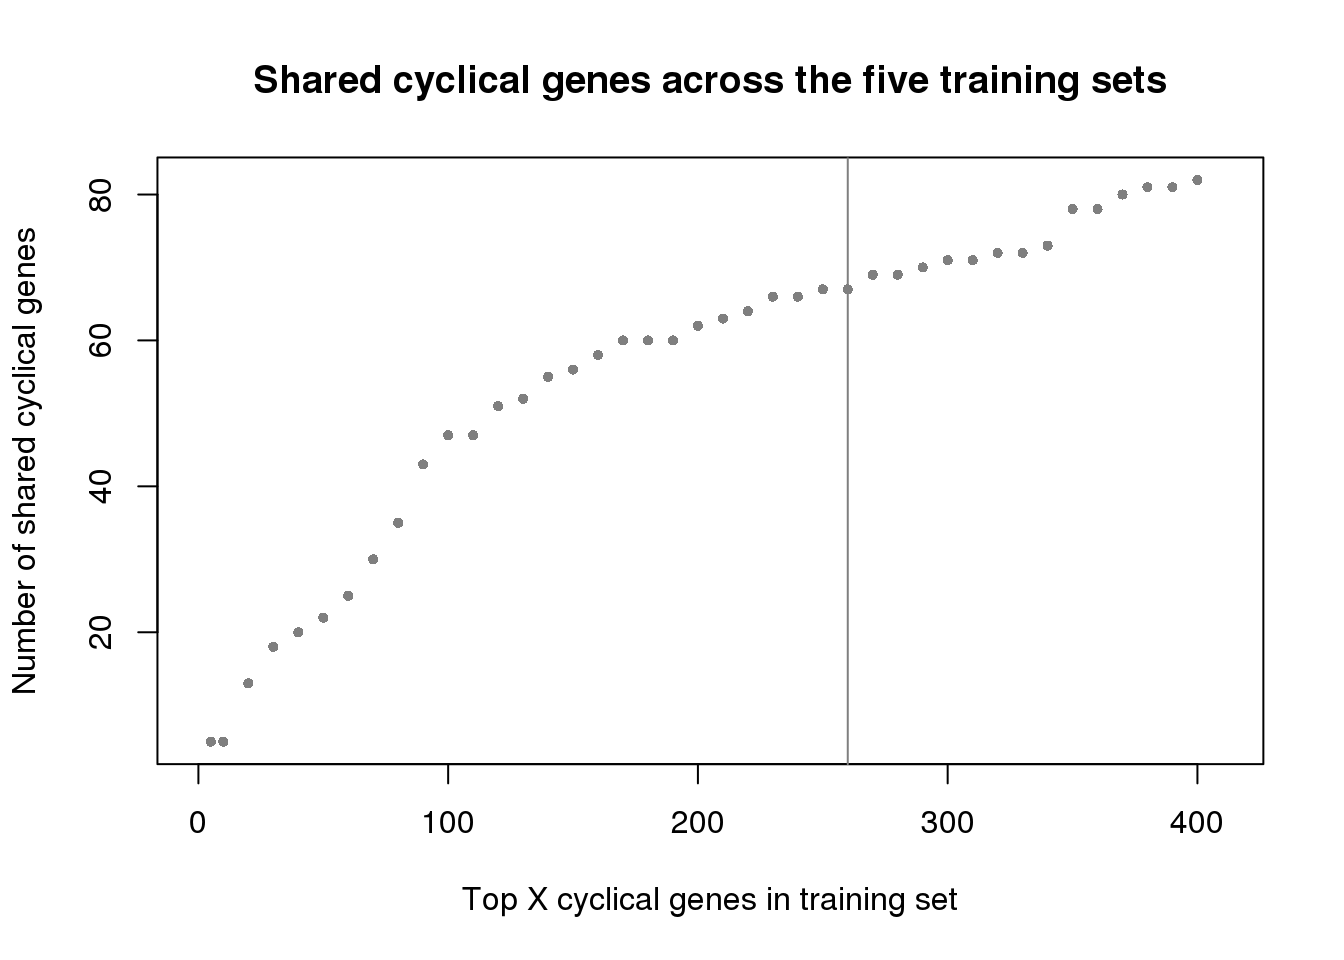 Shared cyclical genes across the five training sets
Number of shared cyclical genes
80
60
40
20
0 100 200 300 400
Top X cyclical genes in training set